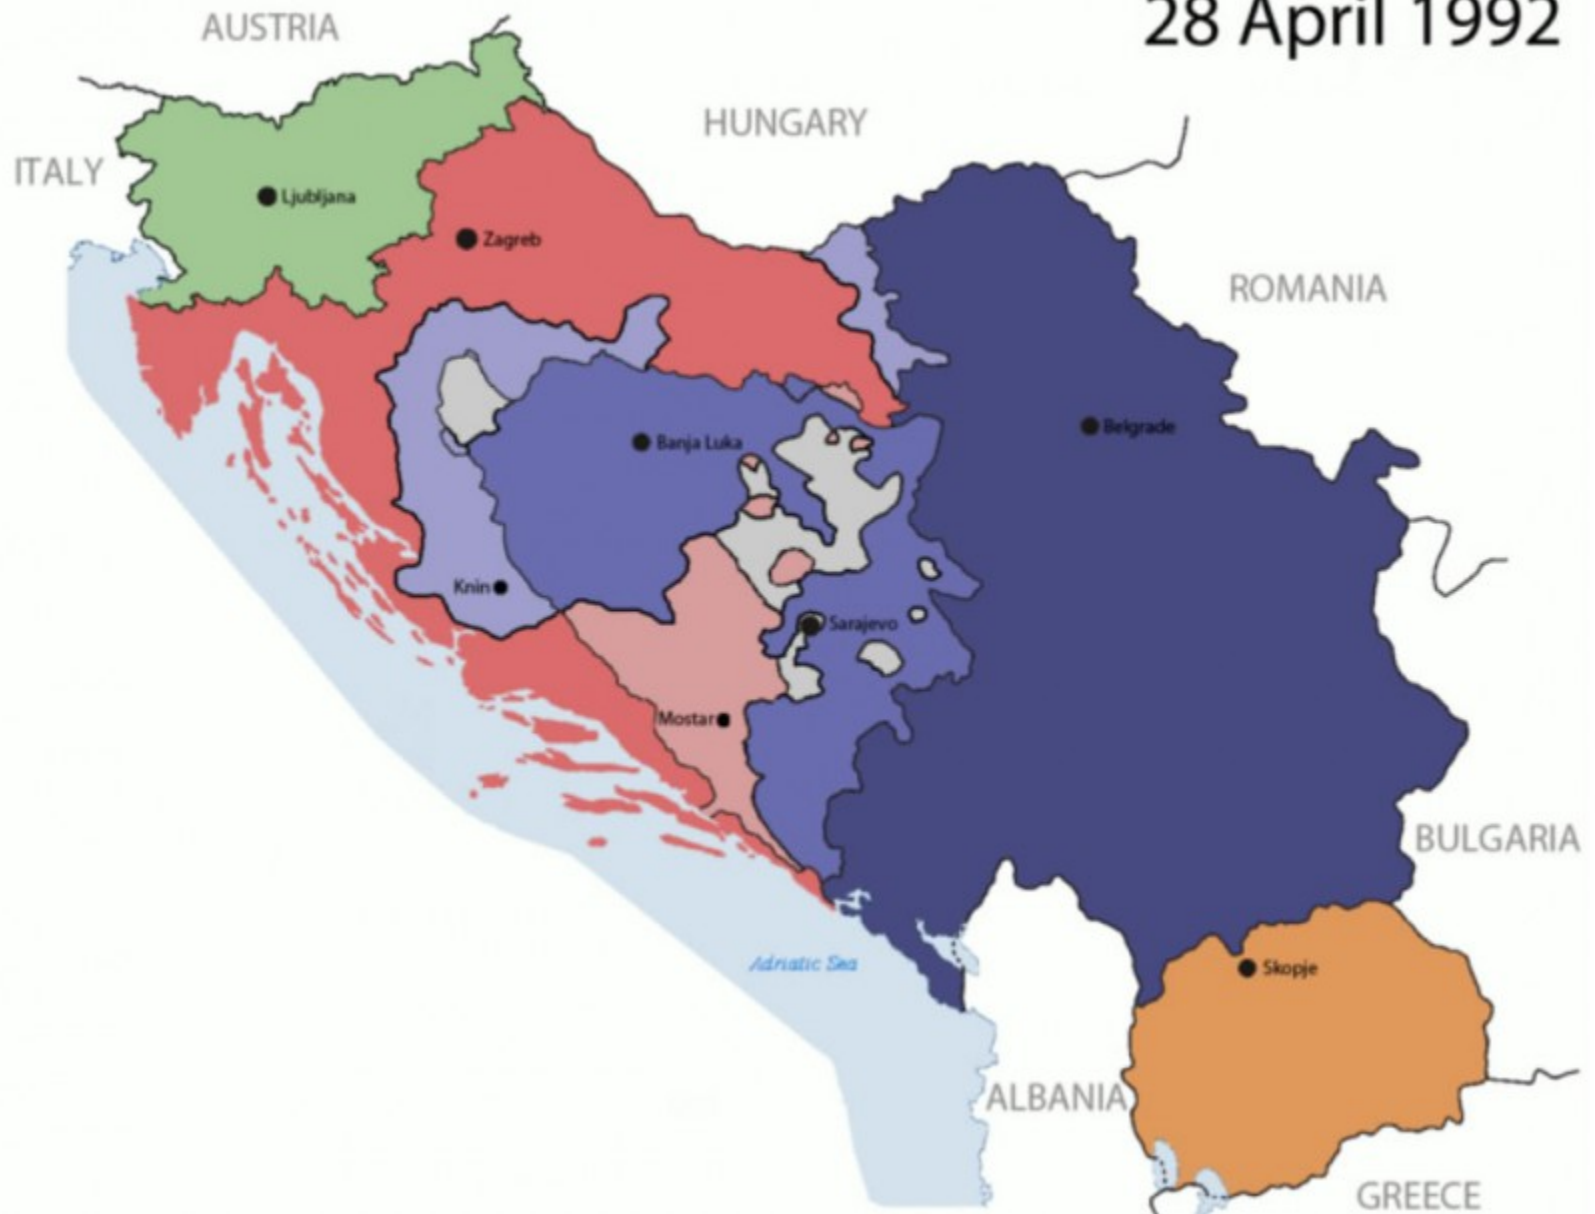 28 April 1992
AUSTRIA
HUNGARY
ITALY
Ljubljana
Zagreb
ROMANIA
Belgrade
Banja Luka
Knin
Sarajevo
Mostar
BULGARIA
Adriatic Sea
Skopje
ALBANIA
GREECE